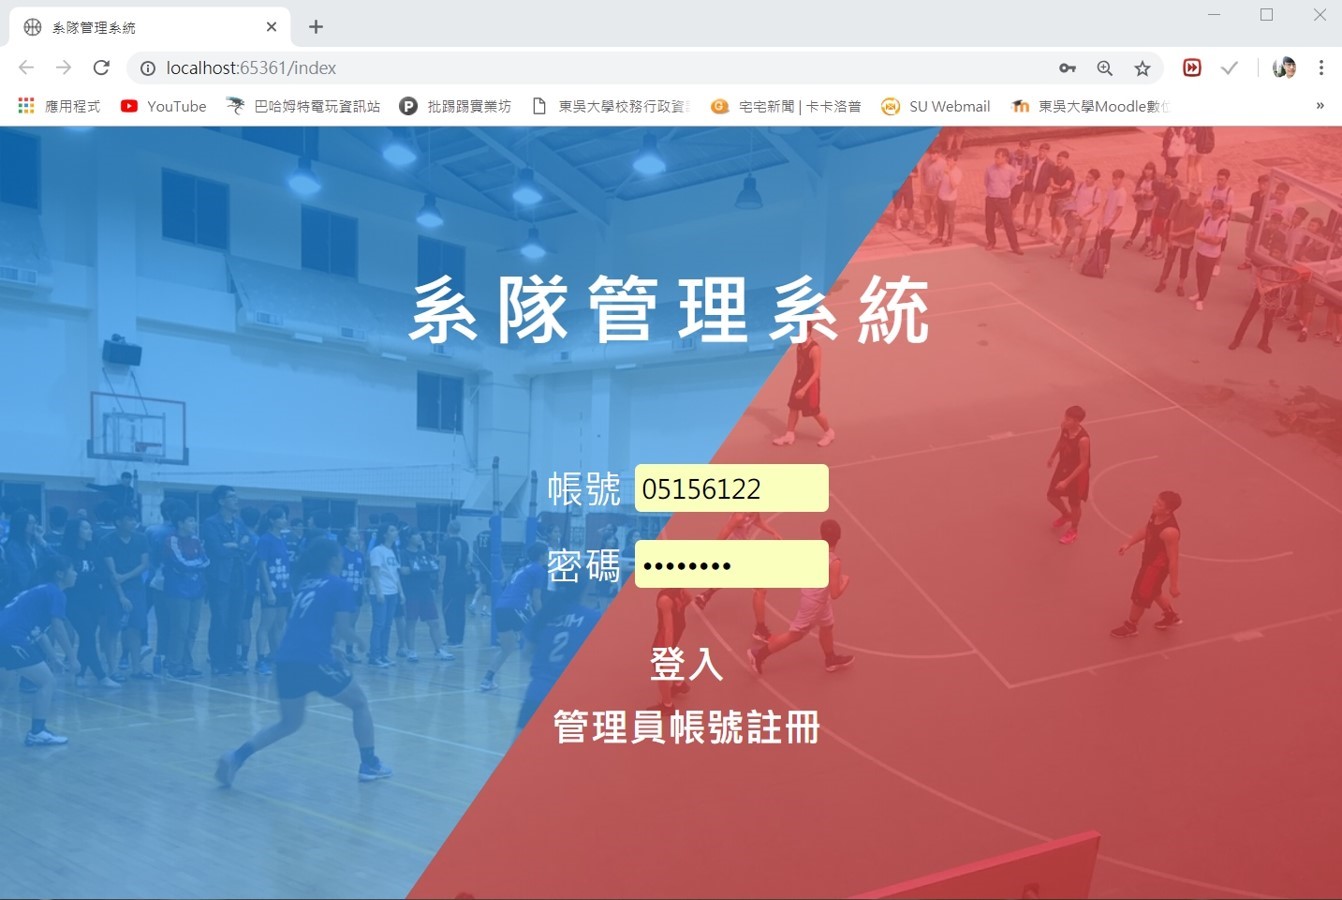 系隊管理系統
localhost:65361/index
應用程式 YouTube 巴哈姆特電玩資訊站 批踢踢實業坊 東吳大學校務行政資 宅宅新聞 | 卡卡洛普 SU Webmail 東吳大學Moodle數位 »
系隊管理系統
帳號 05156122
密碼 ••••••••
登入
管理員帳號註冊